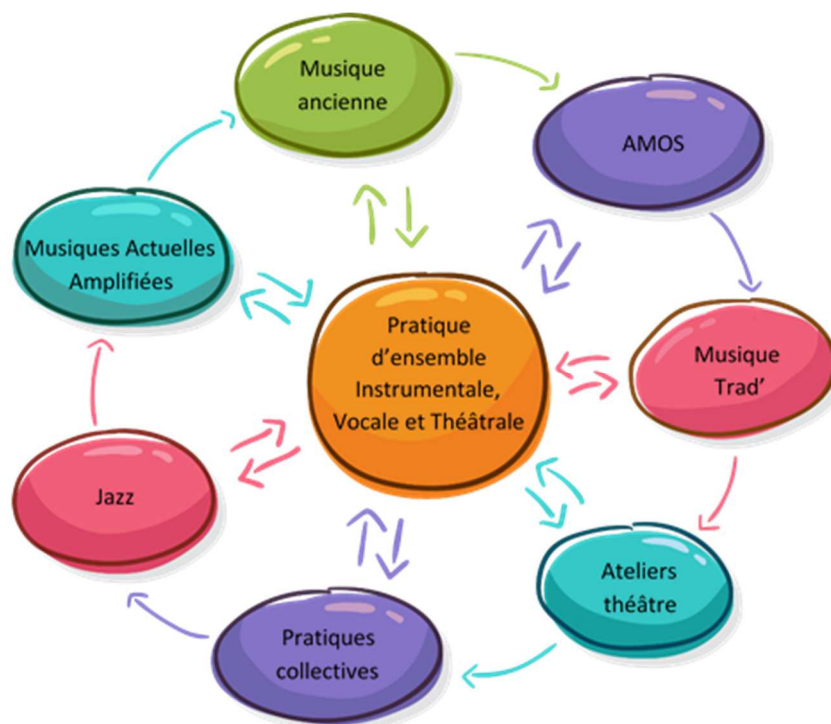 Musique
ancienne
AMOS
Musiques Actuelles
Amplifiées
Pratique
d'ensemble
Instrumentale,
Vocale et Théâtrale
Musique
Trad'
Jazz
Ateliers
théâtre
Pratiques
collectives